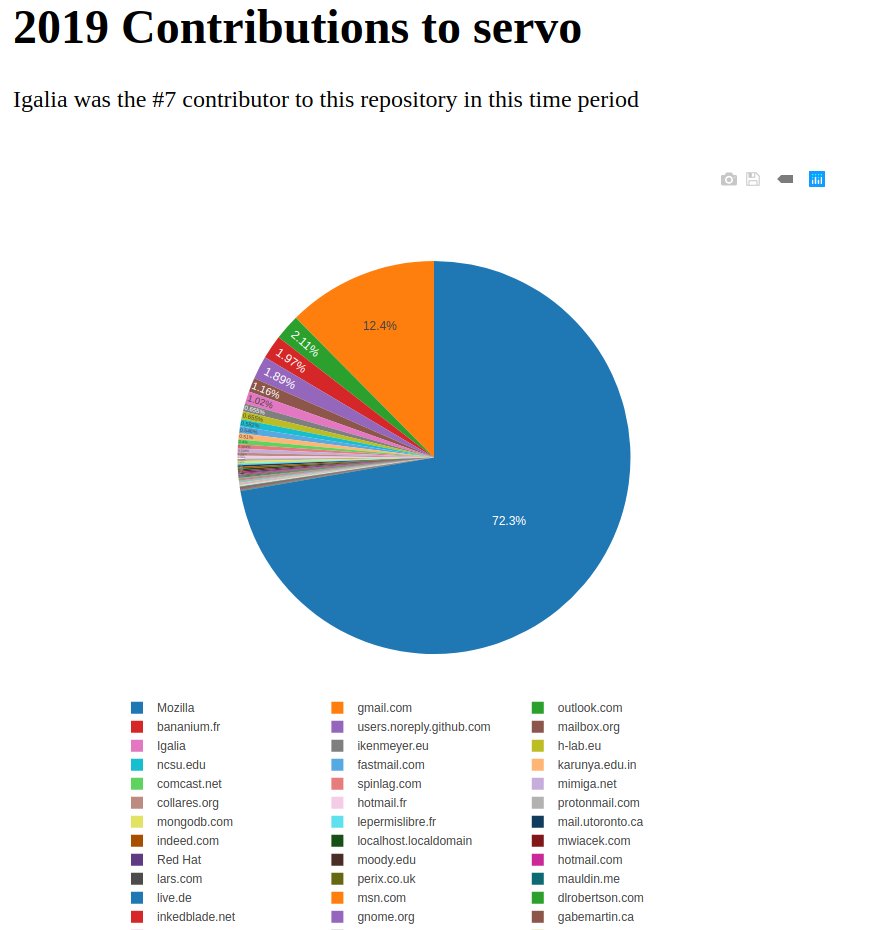 2019 Contributions to servo
Igalia was the #7 contributor to this repository in this time period
12.4%
2.11%
1.97%
1.89%
1.16%
1.02%
72.3%
Mozilla gmail.com outlook.com
bananium.fr users.noreply.github.com mailbox.org
Igalia ikenmeyer.eu h-lab.eu
ncsu.edu fastmail.com karunya.edu.in
comcast.net spinlag.com mimiga.net
collares.org hotmail.fr protonmail.com
mongodb.com lepermislibre.fr mail.utoronto.ca
indeed.com localhost.localdomain mwiacek.com
Red Hat moody.edu hotmail.com
lars.com perix.co.uk mauldin.me
live.de msn.com dlrobertson.com
inkedblade.net gnome.org gabemartin.ca